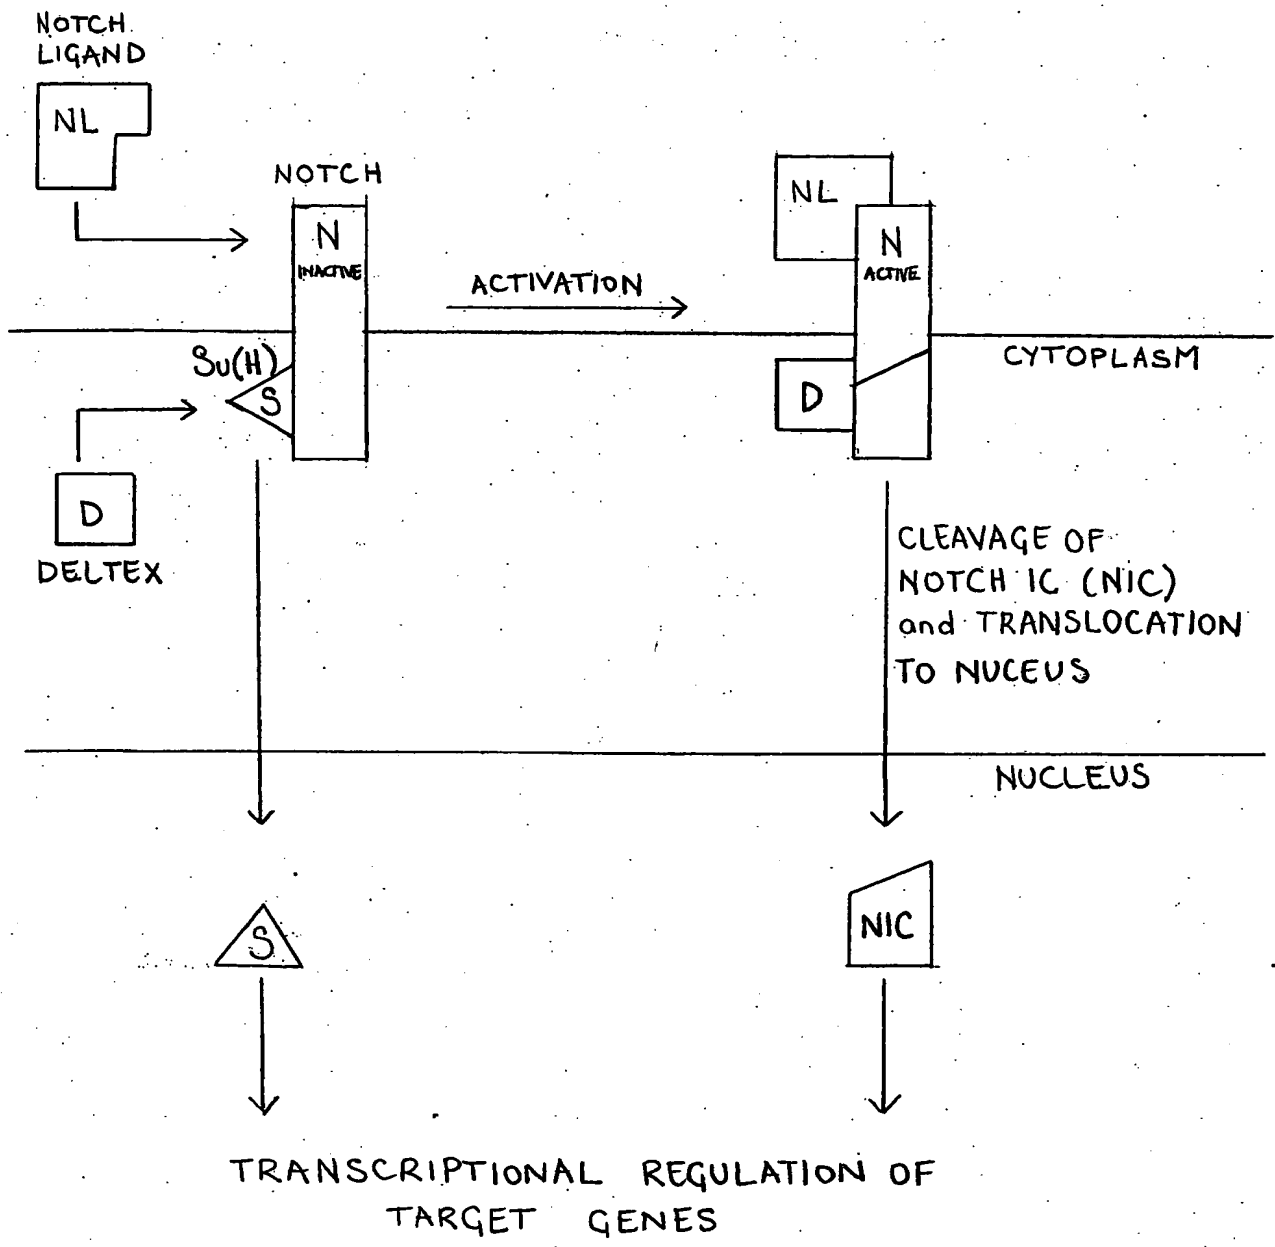 NOTCH
LIGAND
NL
NOTCH
N
INACTIVE
ACTIVATION
NL
N
ACTIVE
Su(H)
S
D
DELTEX
D
CYTOPLASM
CLEAVAGE OF
NOTCH IC (NIC)
and TRANSLOCATION
TO NUCEUS
NUCLEUS
S
NIC
TRANSCRIPTIONAL REGULATION OF
TARGET GENES